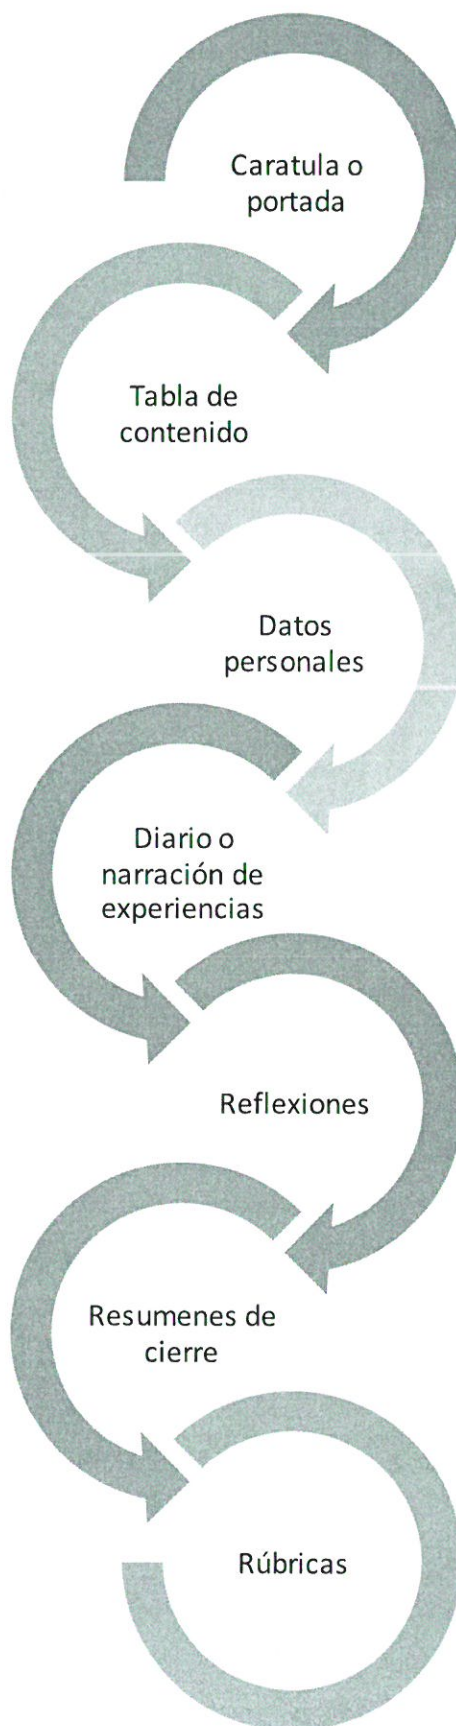 Caratula o
portada
Tabla de
contenido
Datos
personales
Diario o
narración de
experiencias
Reflexiones
Resumenes de
cierre
Rúbricas